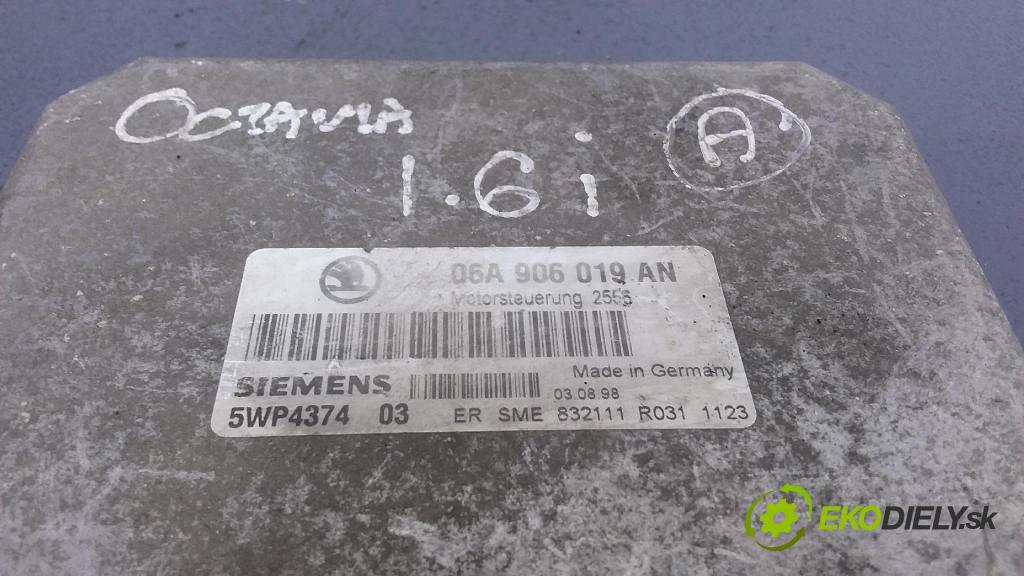 OCTAVIA
1.6i A
06A 906 019 AN
Motorsteuerung 2556
SIEMENS Made in Germany
03.08.98
5WP4374 03 ER SME 832111 R031 1123
EKODIELY.sk